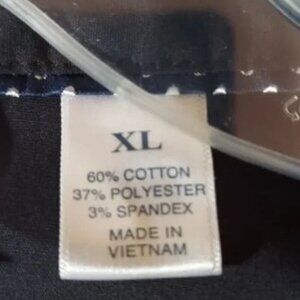 XL
60% COTTON
37% POLYESTER
3% SPANDEX
MADE IN
VIETNAM